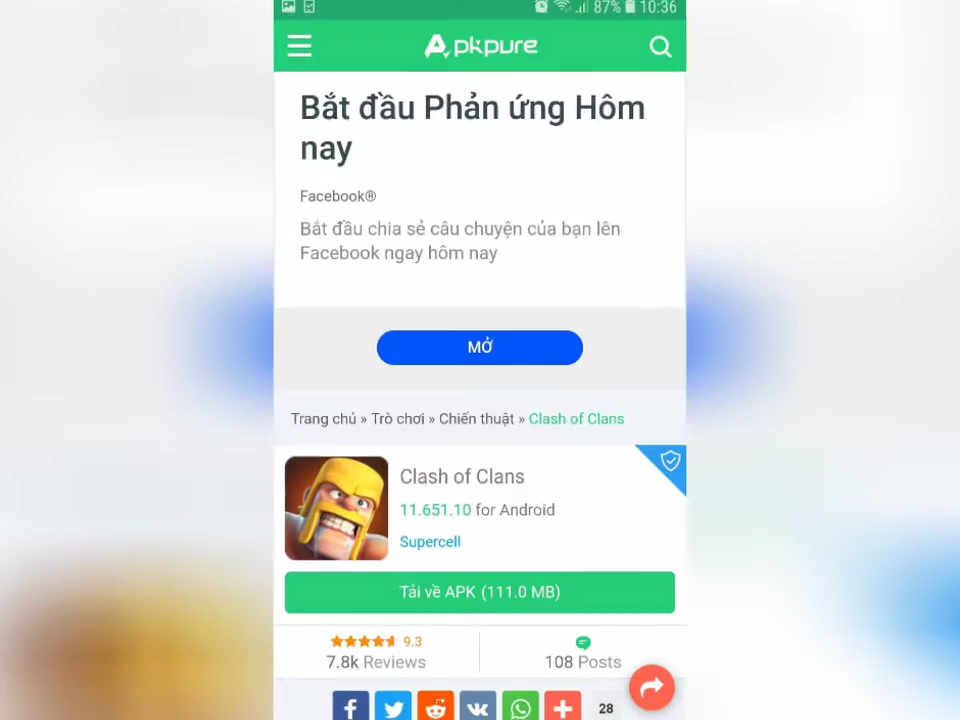 87% 10:36
Apkpure
Bắt đầu Phản ứng Hôm
nay
Facebook®
Bắt đầu chia sẻ câu chuyện của bạn lên
Facebook ngay hôm nay
MỞ
Trang chủ » Trò chơi » Chiến thuật » Clash of Clans
Clash of Clans
11.651.10 for Android
Supercell
Tải về APK (111.0 MB)
9.3
7.8k Reviews
108 Posts
28